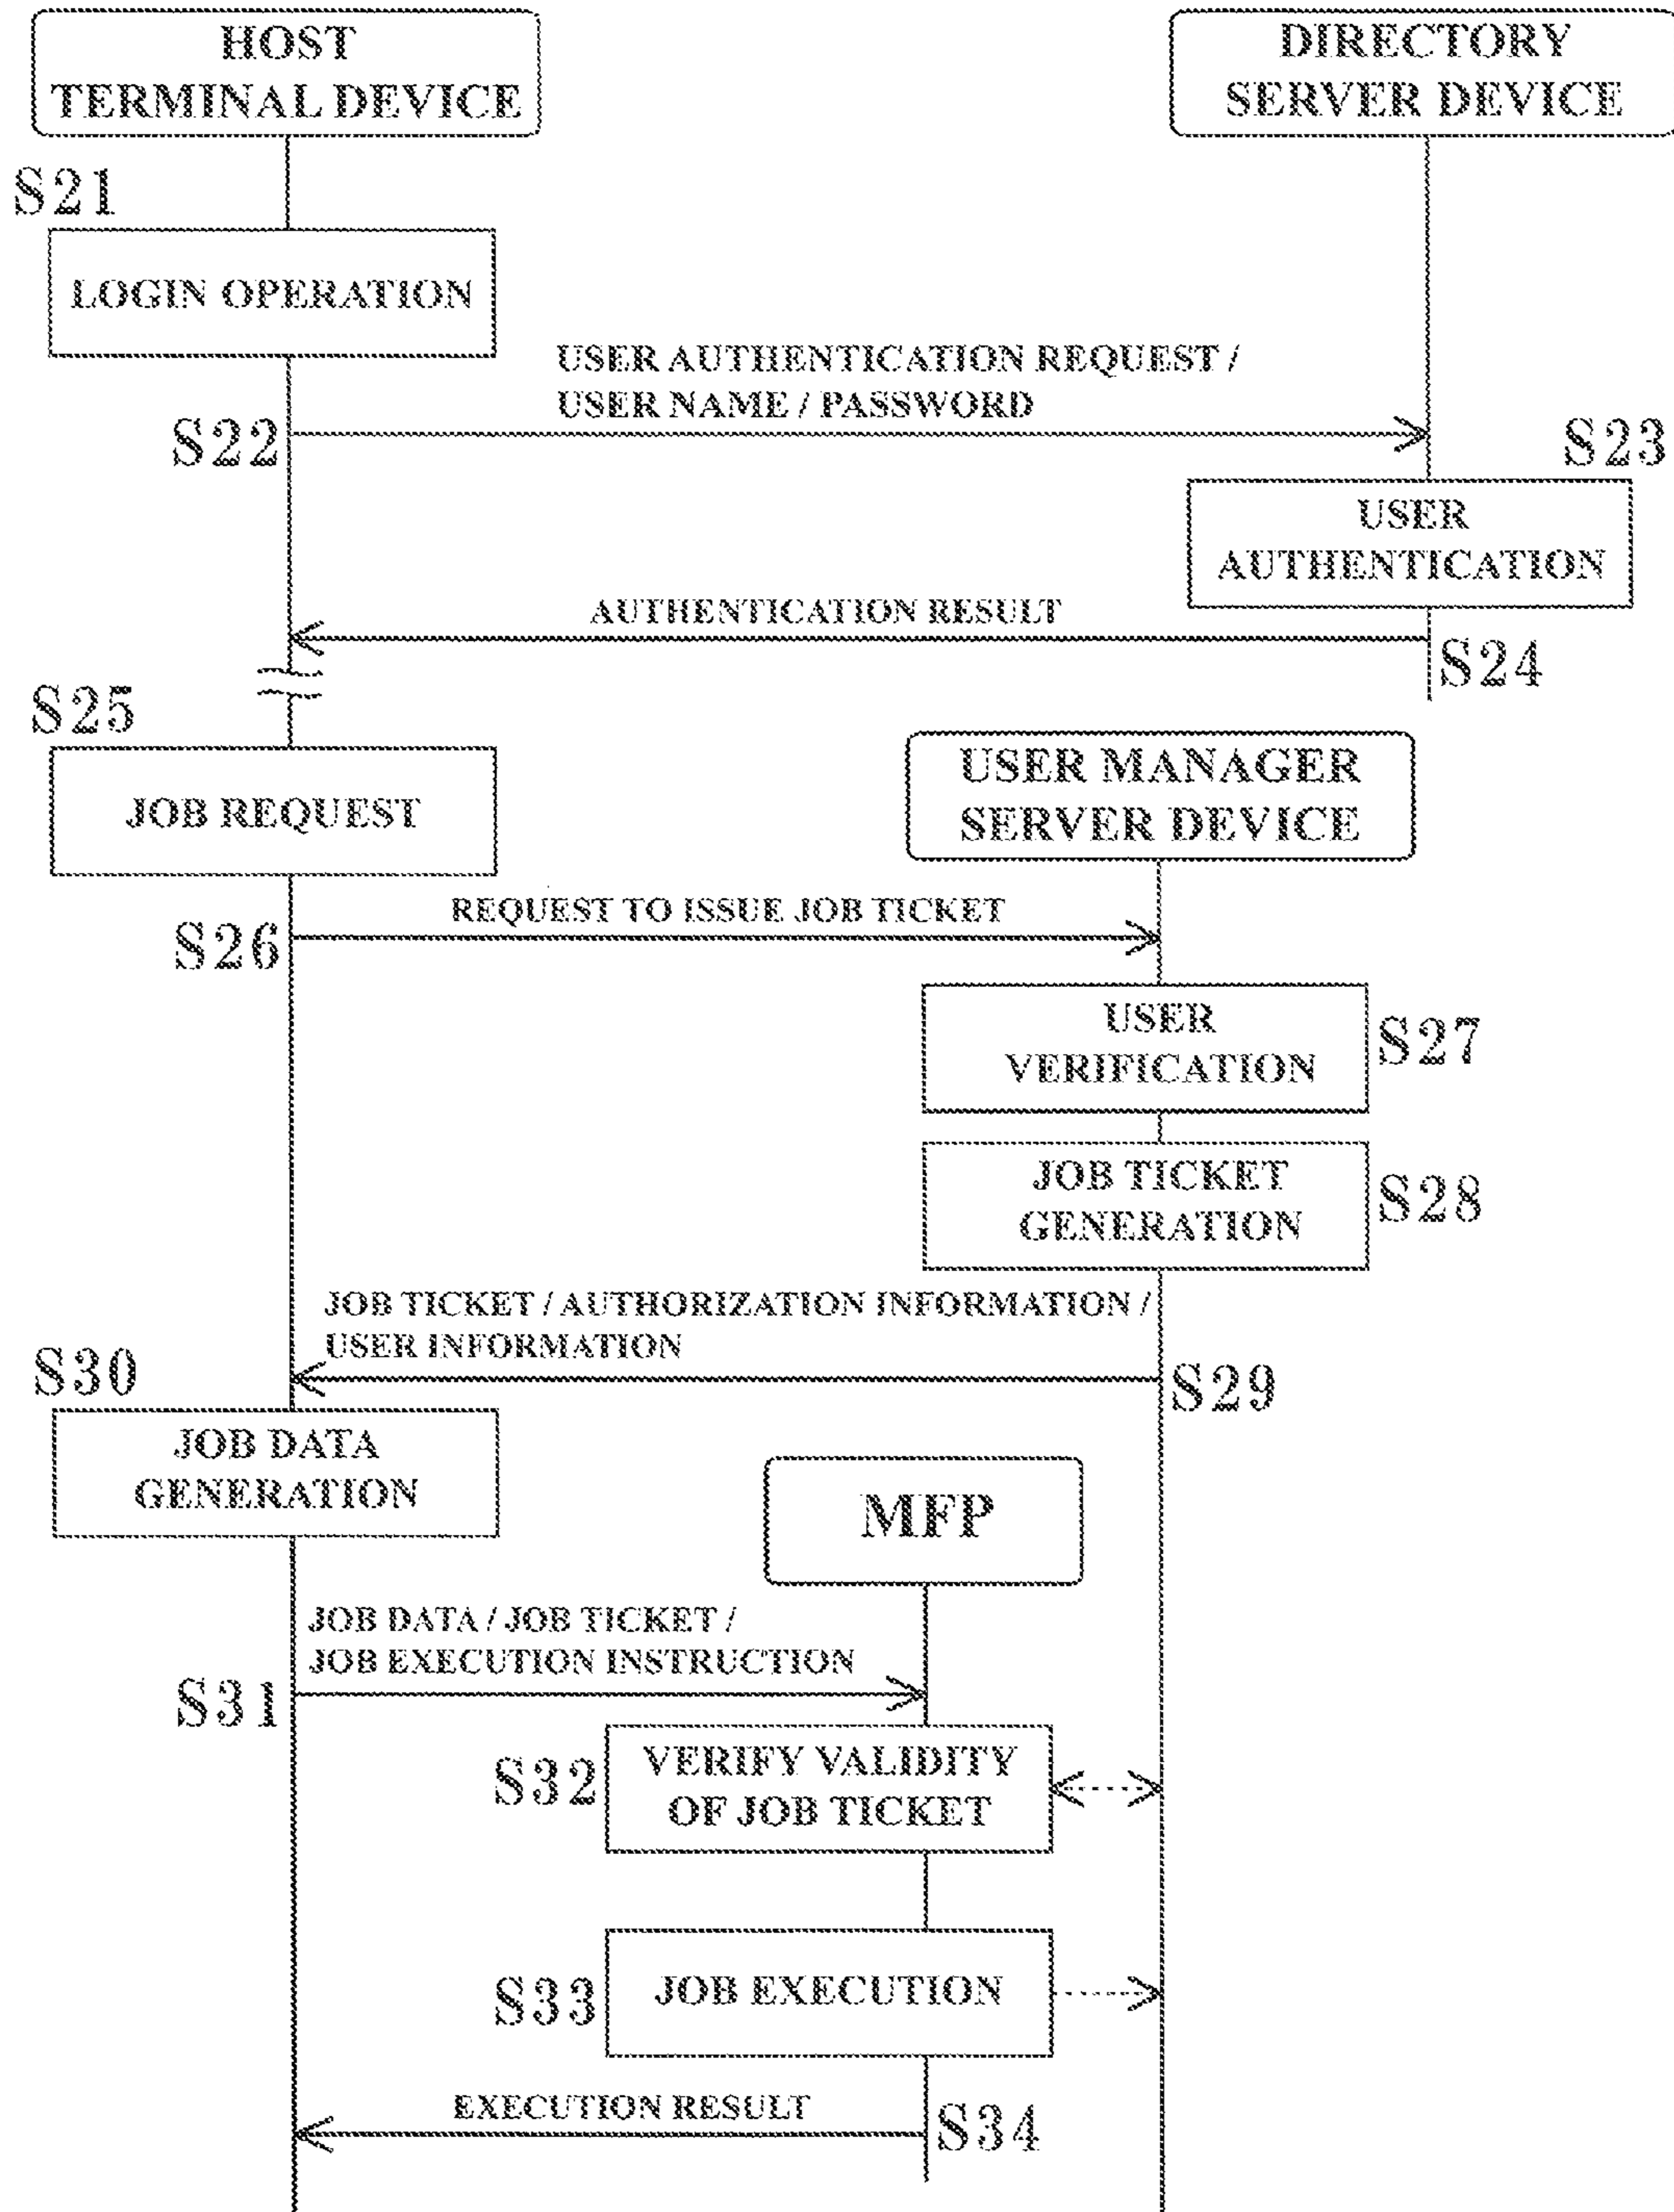 HOST
TERMINAL DEVICE
DIRECTORY
SERVER DEVICE
S21
LOGIN OPERATION
USER AUTHENTICATION REQUEST /
USER NAME / PASSWORD
S22
S23
USER
AUTHENTICATION
AUTHENTICATION RESULT
S24
S25
JOB REQUEST
USER MANAGER
SERVER DEVICE
REQUEST TO ISSUE JOB TICKET
S26
USER
VERIFICATION
S27
JOB TICKET
GENERATION
S28
JOB TICKET / AUTHORIZATION INFORMATION /
USER INFORMATION
S30
S29
JOB DATA
GENERATION
MFP
JOB DATA / JOB TICKET /
JOB EXECUTION INSTRUCTION
S31
S32
VERIFY VALIDITY
OF JOB TICKET
S33
JOB EXECUTION
EXECUTION RESULT
S34